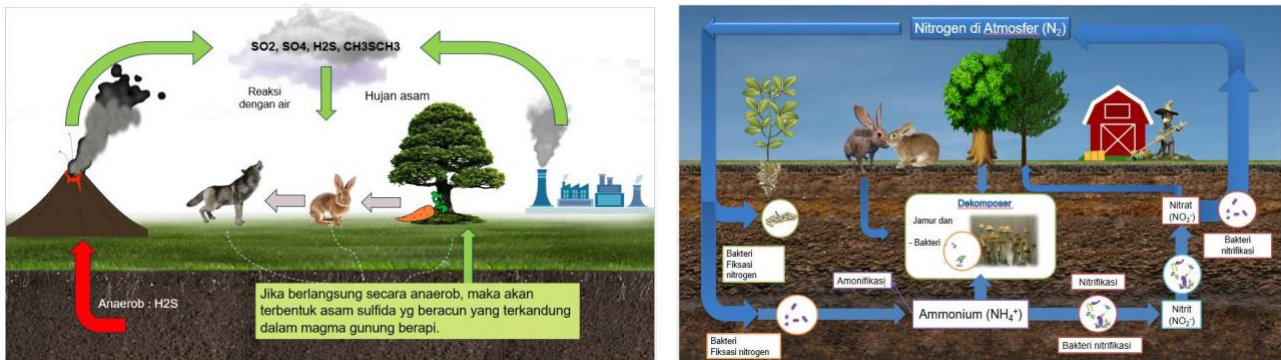 SO2, SO4, H2S, CH3SCH3
Reaksi
dengan air
Hujan asam
Anaerob : H2S
Jika berlangsung secara anaerob, maka akan
terbentuk asam sulfida yg beracun yang terkandung
dalam magma gunung berapi.
Nitrogen di Atmosfer (N₂)
Dekomposer
Jamur dan
- Bakteri
Bakteri
Fiksasi
nitrogen
Nitrat
(NO₃⁻)
Bakteri
nitrifikasi
Amonifikasi
Nitrifikasi
Ammonium (NH₄⁺)
Nitrit
(NO₂⁻)
Bakteri
Fiksasi nitrogen
Bakteri nitrifikasi